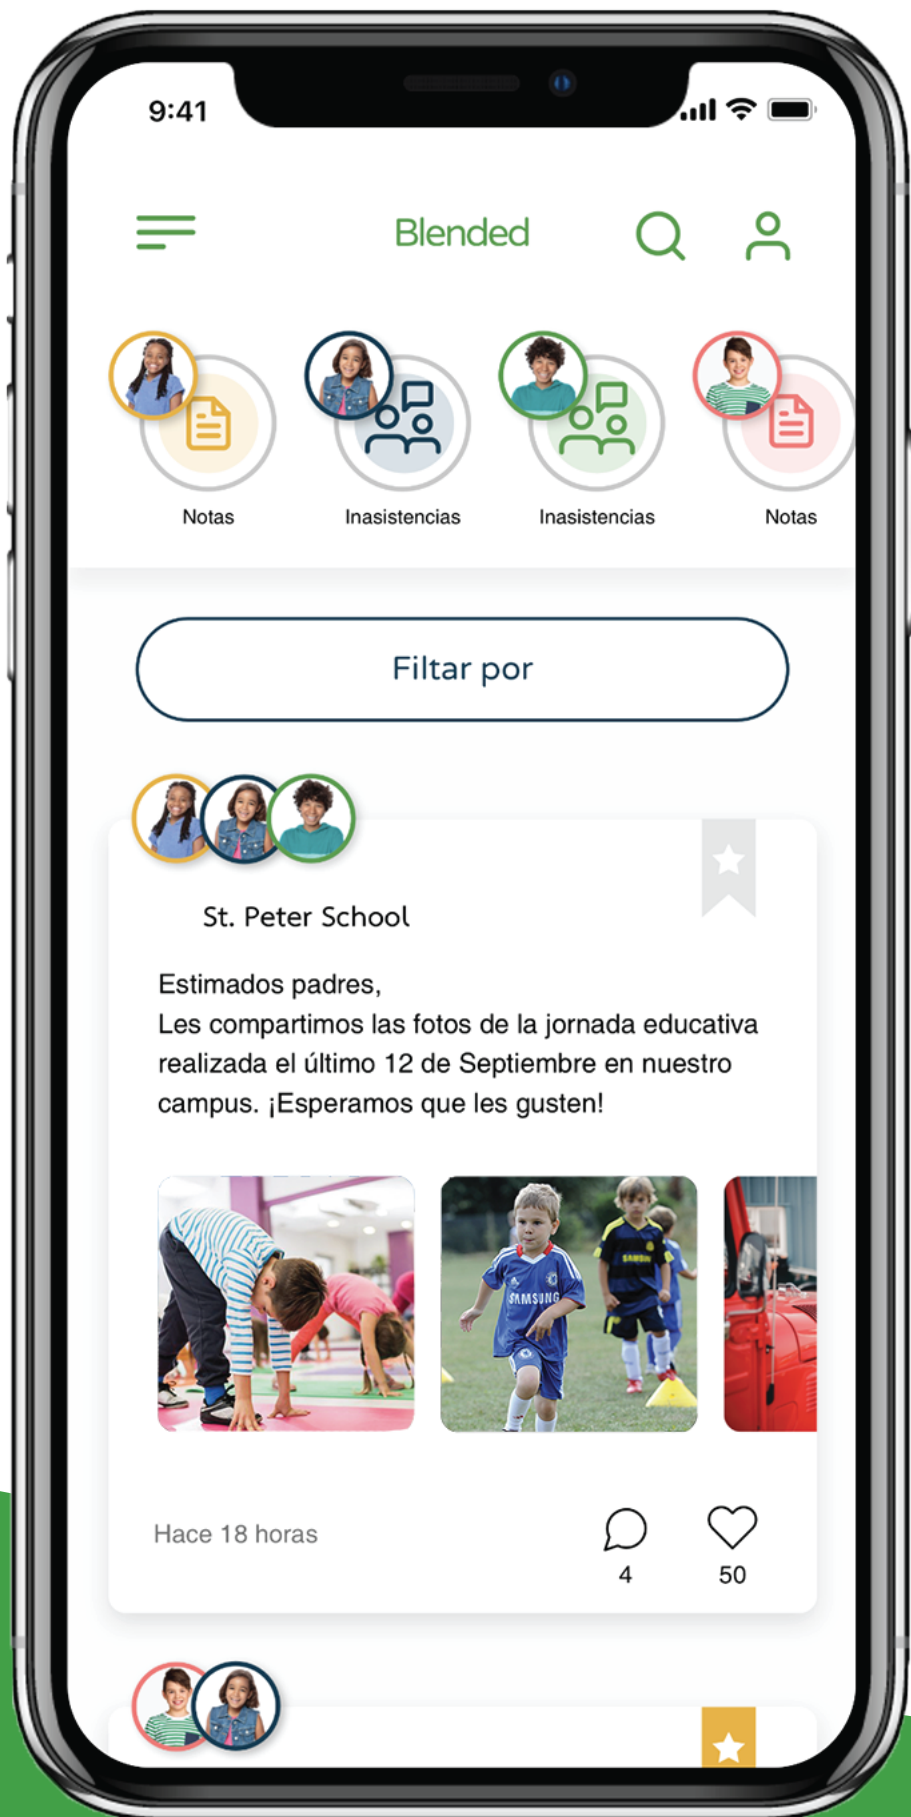 9:41
Blended
Notas
Inasistencias
Inasistencias
Notas
Filtar por
St. Peter School
Estimados padres,
Les compartimos las fotos de la jornada educativa
realizada el último 12 de Septiembre en nuestro
campus. ¡Esperamos que les gusten!
SAMSUNG
SAMSUNG
Hace 18 horas
4
50